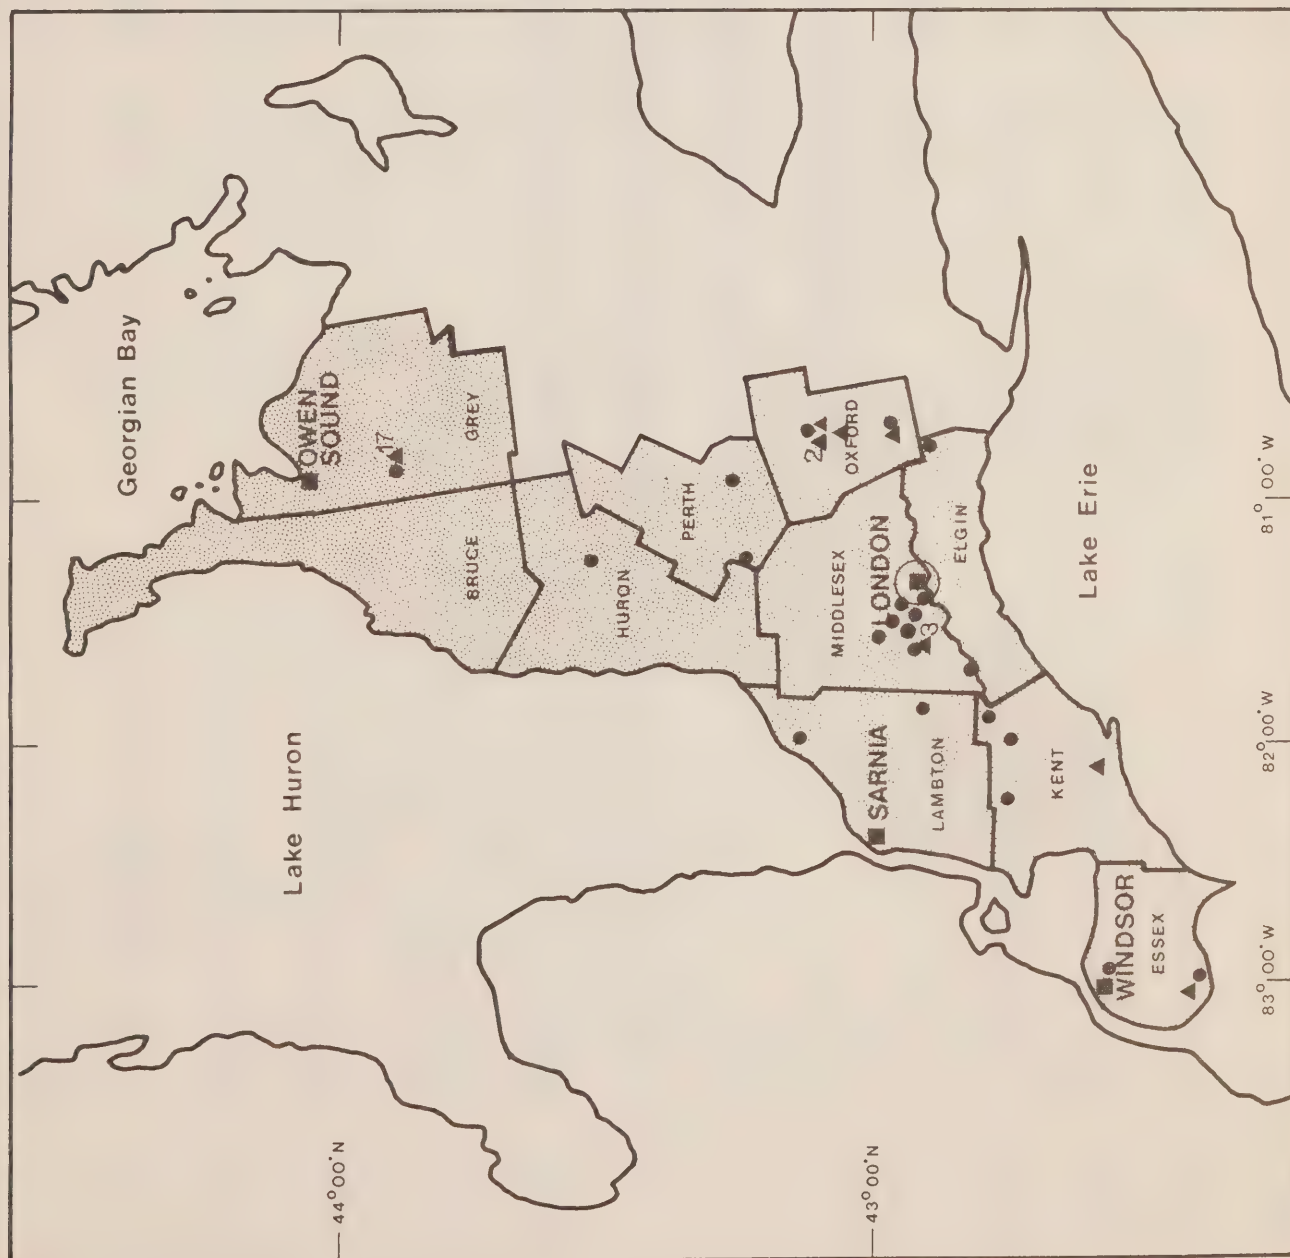 Georgian Bay
Lake Huron
Lake Erie
OWEN
SOUND
17
GREY
BRUCE
HURON
PERTH
2
OXFORD
MIDDLESEX
LONDON
3
ELGIN
SARNIA
LAMBTON
KENT
WINDSOR
ESSEX
44°00'N
43°00'N
81°00'W
82°00'W
83°00'W